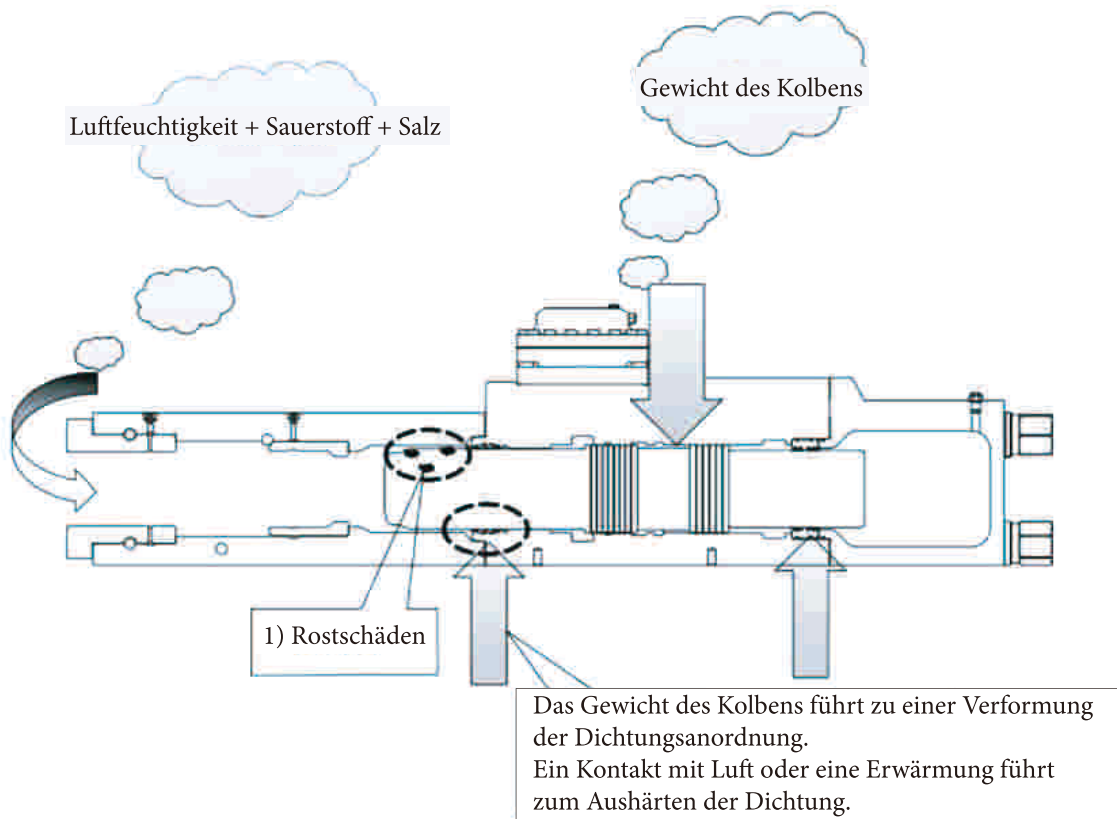 Gewicht des Kolbens
Luftfeuchtigkeit + Sauerstoff + Salz
1) Rostschäden
Das Gewicht des Kolbens führt zu einer Verformung
der Dichtungsanordnung.
Ein Kontakt mit Luft oder eine Erwärmung führt
zum Aushärten der Dichtung.